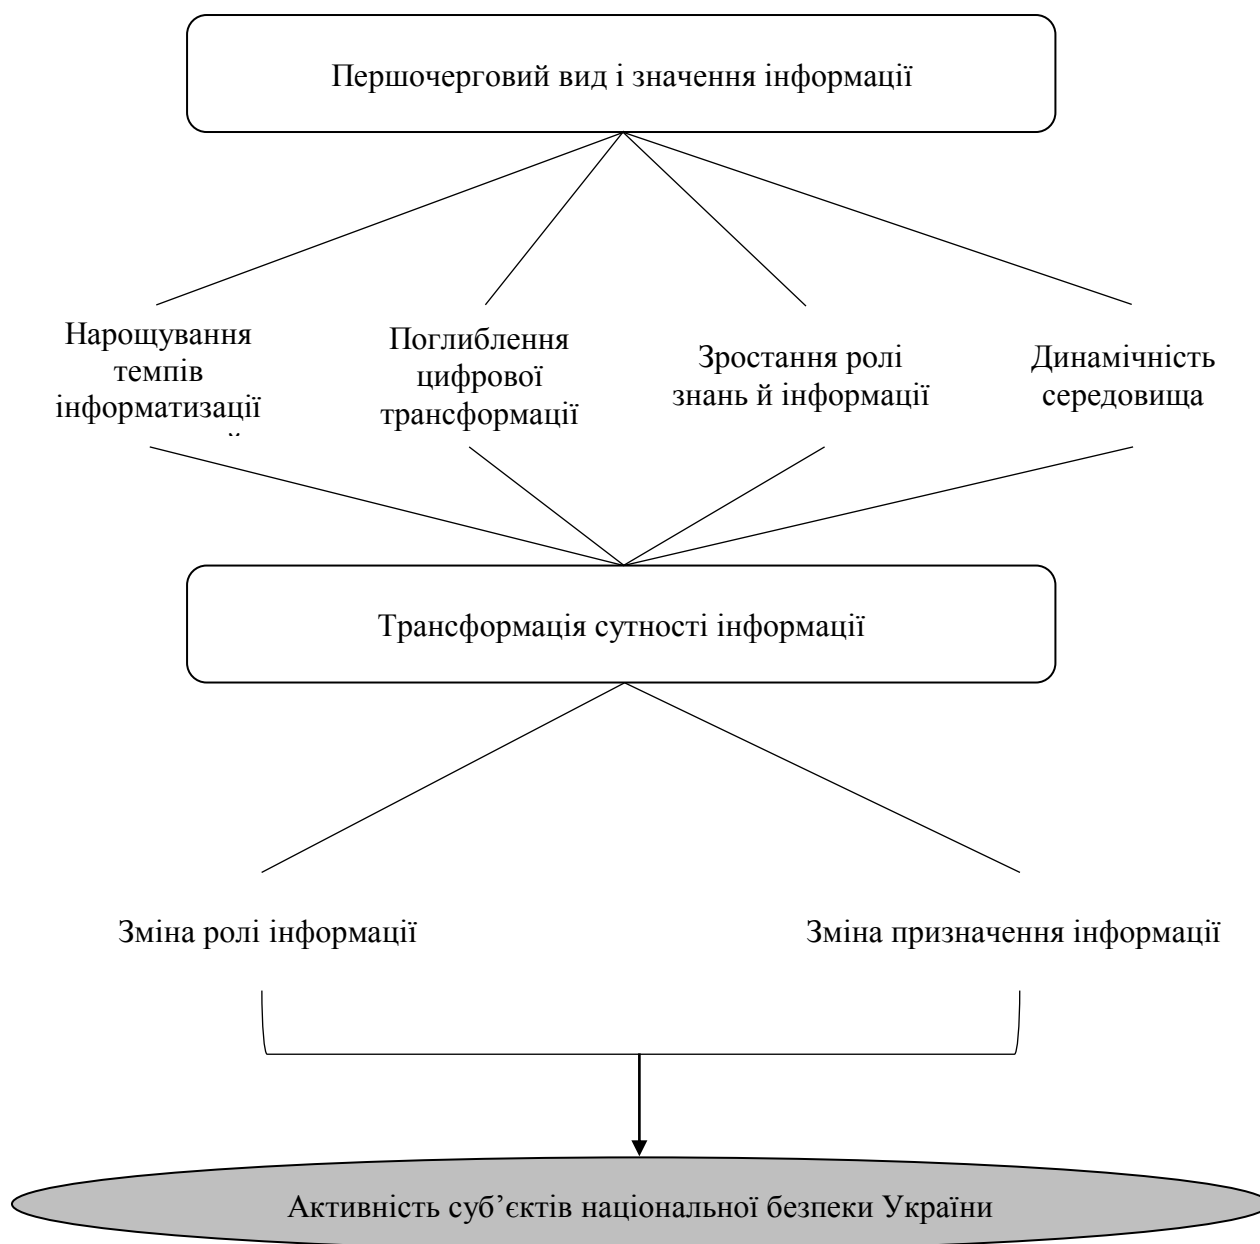 Першочерговий вид і значення інформації
Нарощування
темпів
інформатизації
Поглиблення
цифрової
трансформації
Зростання ролі
знань й інформації
Динамічність
середовища
Трансформація сутності інформації
Зміна ролі інформації
Зміна призначення інформації
Активність суб’єктів національної безпеки України